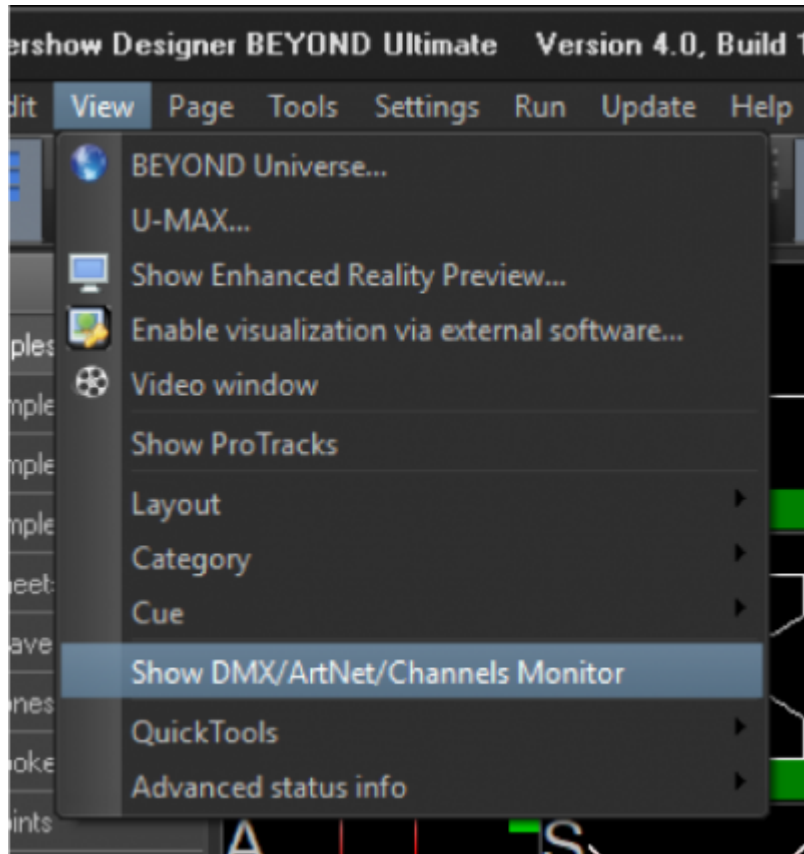 ershow Designer BEYOND Ultimate Version 4.0, Build 1
dit View Page Tools Settings Run Update Help
BEYOND Universe...
U-MAX...
Show Enhanced Reality Preview...
Enable visualization via external software...
Video window
Show ProTracks
Layout
Category
Cue
Show DMX/ArtNet/Channels Monitor
QuickTools
Advanced status info
ples
mple
mple
mple
eet
ave
ones
oke
ints
A S